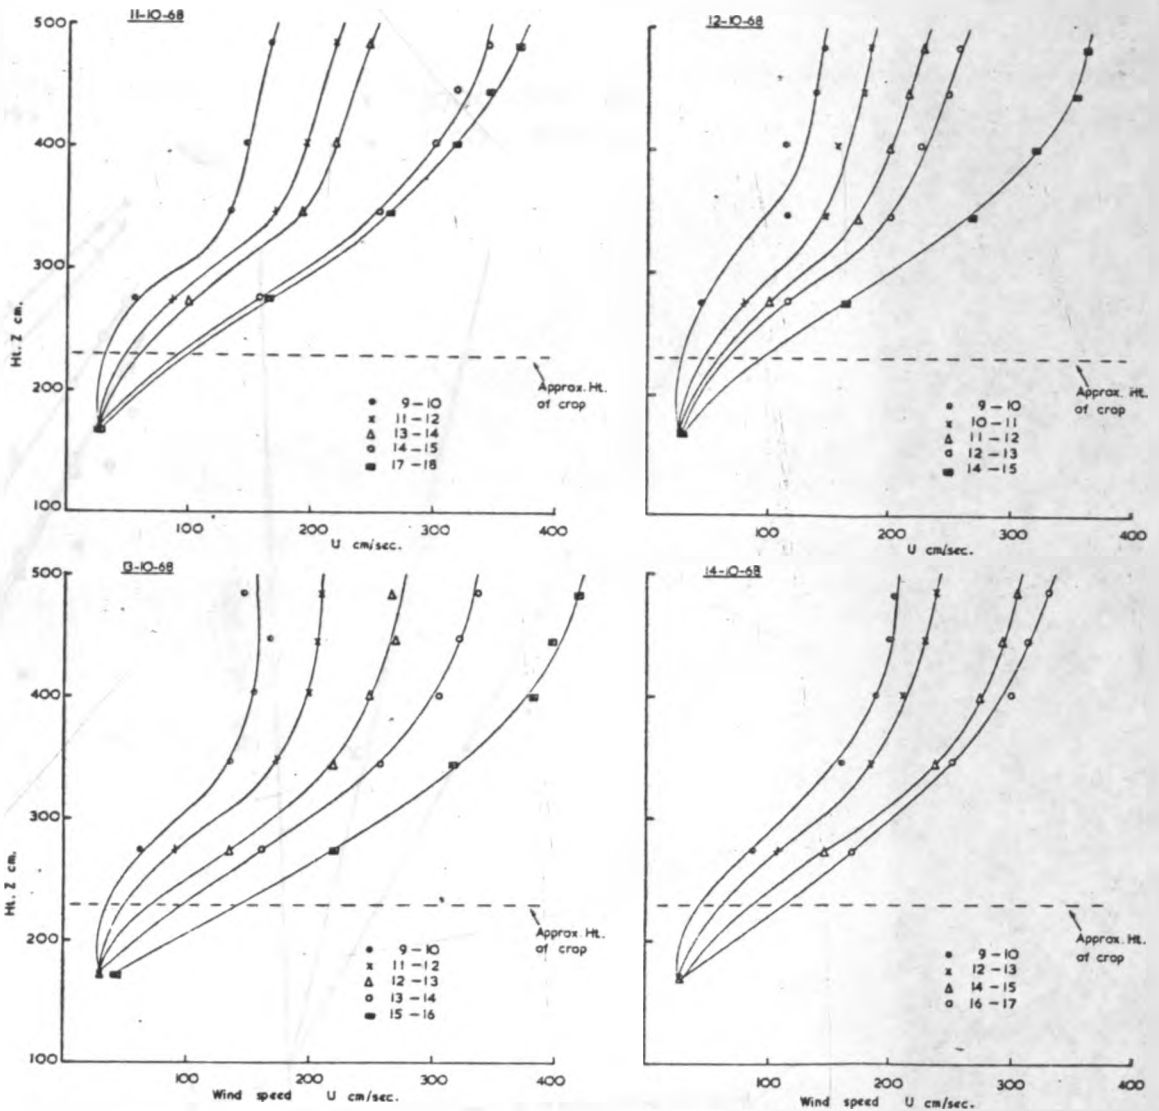 11-10-68
500
400
300
200
100
Ht. Z cm.
Approx. Ht.
of crop
9 – 10
11 – 12
13 – 14
14 – 15
17 – 18
100 200 300 400
U cm/sec.
12-10-68
Approx. Ht.
of crop
9 – 10
10 – 11
11 – 12
12 – 13
14 – 15
100 200 300 400
U cm/sec.
13-10-68
500
400
300
200
100
Ht. Z cm.
Approx. Ht.
of crop
9 – 10
11 – 12
12 – 13
13 – 14
15 – 16
100 200 300 400
Wind speed U cm/sec.
14-10-68
Approx. Ht.
of crop
9 – 10
12 – 13
14 – 15
16 – 17
100 200 300 400
Wind speed U cm/sec.